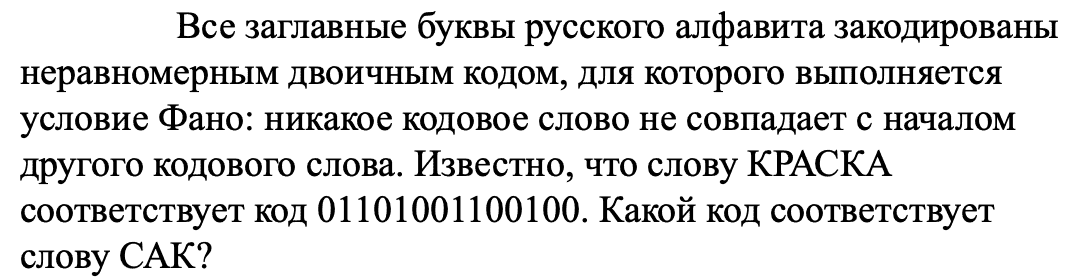 Все заглавные буквы русского алфавита закодированы
неравномерным двоичным кодом, для которого выполняется
условие Фано: никакое кодовое слово не совпадает с началом
другого кодового слова. Известно, что слову КРАСКА
соответствует код 01101001100100. Какой код соответствует
слову САК?